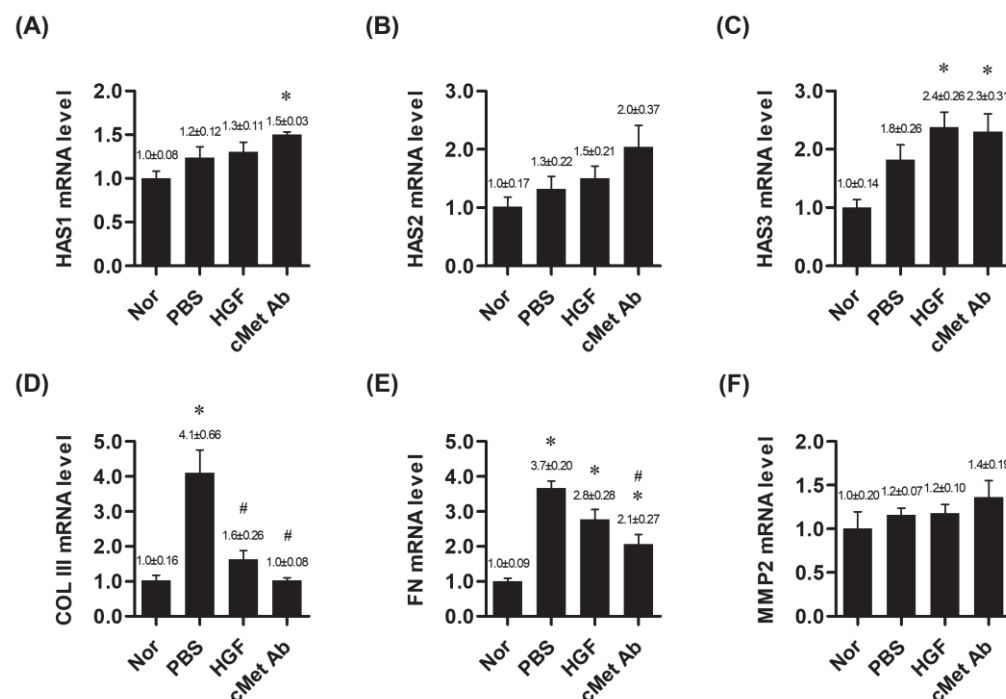 (A)
HAS1 mRNA level
2.0
1.5
1.0
0.5
0.0
1.0±0.08
1.2±0.12
1.3±0.11
*
1.5±0.03
Nor
PBS
HGF
cMet Ab
(B)
HAS2 mRNA level
3.0
2.0
1.0
0.0
1.0±0.17
1.3±0.22
1.5±0.21
2.0±0.37
Nor
PBS
HGF
cMet Ab
(C)
HAS3 mRNA level
3.0
2.0
1.0
0.0
1.0±0.14
1.8±0.26
*
2.4±0.26
*
2.3±0.31
Nor
PBS
HGF
cMet Ab
(D)
COL III mRNA level
5.0
4.0
3.0
2.0
1.0
0.0
1.0±0.16
*
4.1±0.66
#
1.6±0.26
#
1.0±0.08
Nor
PBS
HGF
cMet Ab
(E)
FN mRNA level
5.0
4.0
3.0
2.0
1.0
0.0
1.0±0.09
*
3.7±0.20
*
2.8±0.28
#
*
2.1±0.27
Nor
PBS
HGF
cMet Ab
(F)
MMP2 mRNA level
2.0
1.5
1.0
0.5
0.0
1.0±0.20
1.2±0.07
1.2±0.10
1.4±0.19
Nor
PBS
HGF
cMet Ab